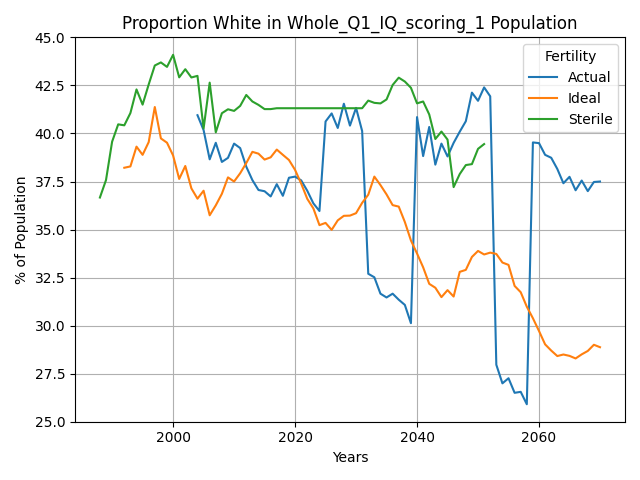 Proportion White in Whole_Q1_IQ_scoring_1 Population
45.0
42.5
40.0
37.5
35.0
32.5
30.0
27.5
25.0
% of Population
Fertility
Actual
Ideal
Sterile
2000
2020
2040
2060
Years